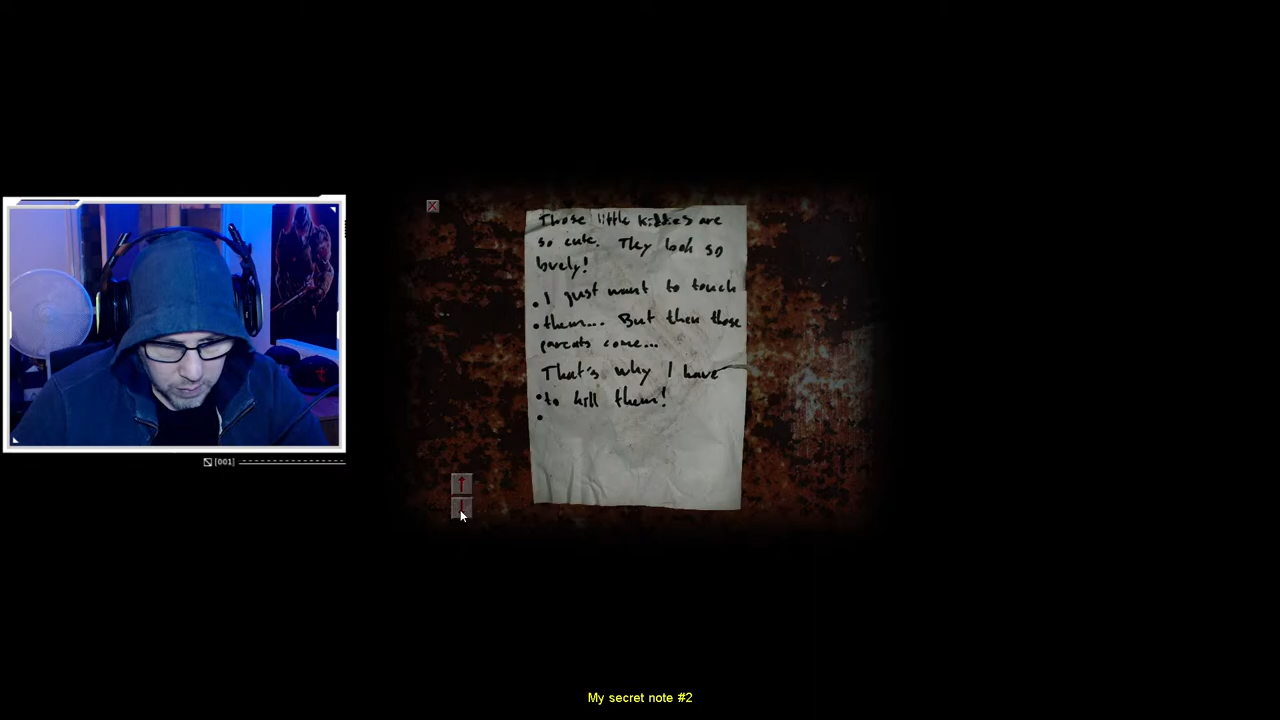 X
Those little kiddies are
so cute. They look so
lovely!
I just want to touch
them... But then those
parents come...
That's why I have
to kill them!
[001]
My secret note #2